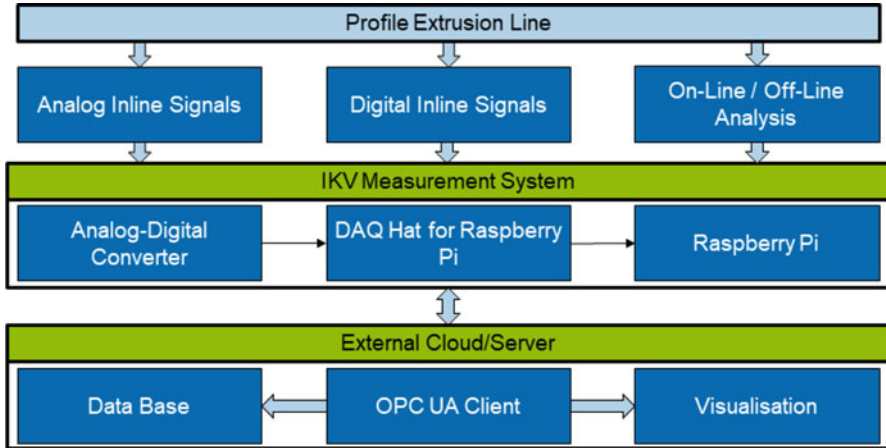 Profile Extrusion Line
Analog Inline Signals
Digital Inline Signals
On-Line / Off-Line
Analysis
IKV Measurement System
Analog-Digital
Converter
DAQ Hat for Raspberry
Pi
Raspberry Pi
External Cloud/Server
Data Base
OPC UA Client
Visualisation